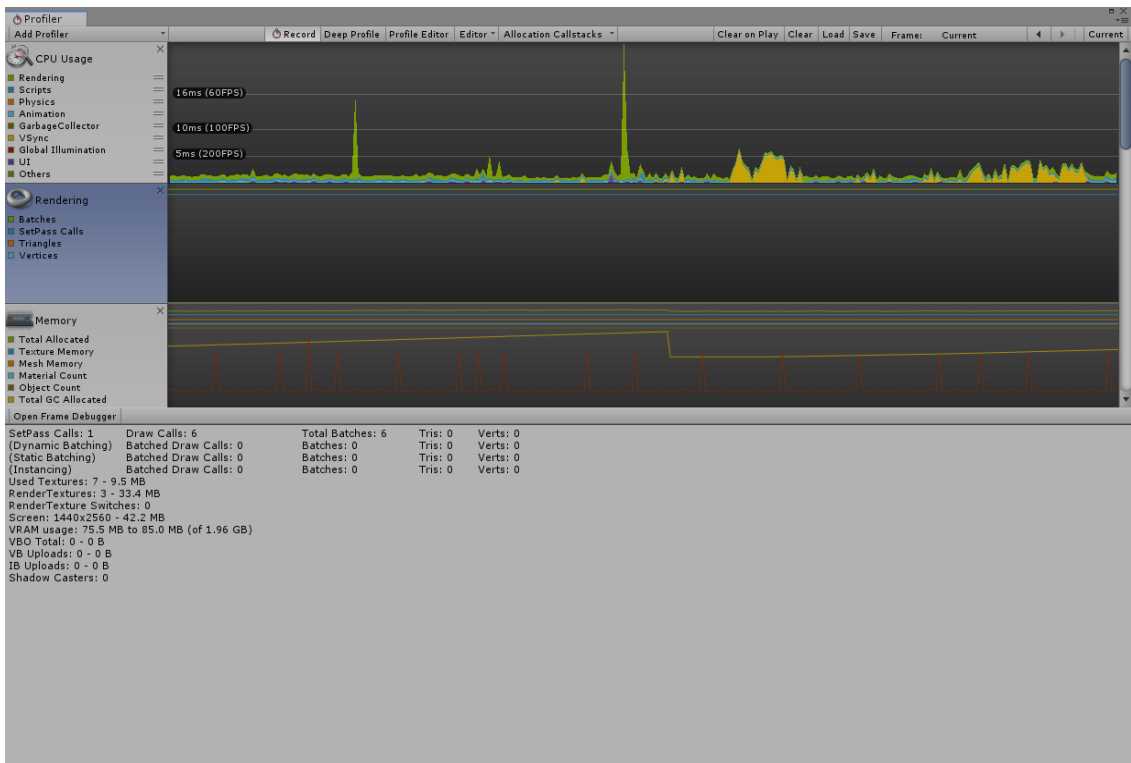 Profiler
Add Profiler Record Deep Profile Profile Editor Editor Allocation Callstacks Clear on Play Clear Load Save Frame: Current Current
CPU Usage
Rendering
Scripts
Physics
Animation
GarbageCollector
VSync
Global Illumination
UI
Others
16ms (60FPS)
10ms (100FPS)
5ms (200FPS)
Rendering
Batches
SetPass Calls
Triangles
Vertices
Memory
Total Allocated
Texture Memory
Mesh Memory
Material Count
Object Count
Total GC Allocated
Open Frame Debugger
SetPass Calls: 1 Draw Calls: 6 Total Batches: 6 Tris: 0 Verts: 0
(Dynamic Batching) Batched Draw Calls: 0 Batches: 0 Tris: 0 Verts: 0
(Static Batching) Batched Draw Calls: 0 Batches: 0 Tris: 0 Verts: 0
(Instancing) Batched Draw Calls: 0 Batches: 0 Tris: 0 Verts: 0
Used Textures: 7 - 9.5 MB
RenderTextures: 3 - 33.4 MB
RenderTexture Switches: 0
Screen: 1440x2560 - 42.2 MB
VRAM usage: 75.5 MB to 85.0 MB (of 1.96 GB)
VBO Total: 0 - 0 B
VB Uploads: 0 - 0 B
IB Uploads: 0 - 0 B
Shadow Casters: 0